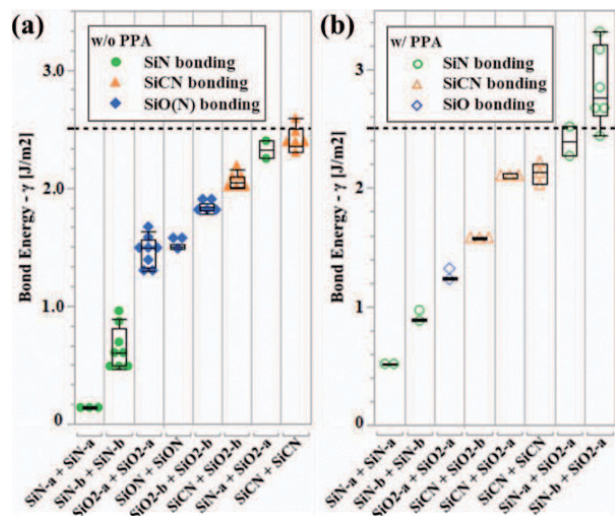 (a)
w/o PPA
SiN bonding
SiCN bonding
SiO(N) bonding
Bond Energy - γ [J/m2]
3.0
2.0
1.0
0
SiN-a + SiN-a
SiN-b + SiN-b
SiO2-a + SiO2-a
SiON + SiON
SiO2-b + SiO2-b
SiCN + SiO2-b
SiN-a + SiO2-a
SiCN + SiCN
(b)
w/ PPA
SiN bonding
SiCN bonding
SiO bonding
Bond Energy - γ [J/m2]
3
2
1
0
SiN-a + SiN-a
SiN-b + SiN-b
SiO2-a + SiO2-a
SiCN + SiO2-b
SiCN + SiO2-a
SiCN + SiCN
SiN-a + SiO2-a
SiN-b + SiO2-a